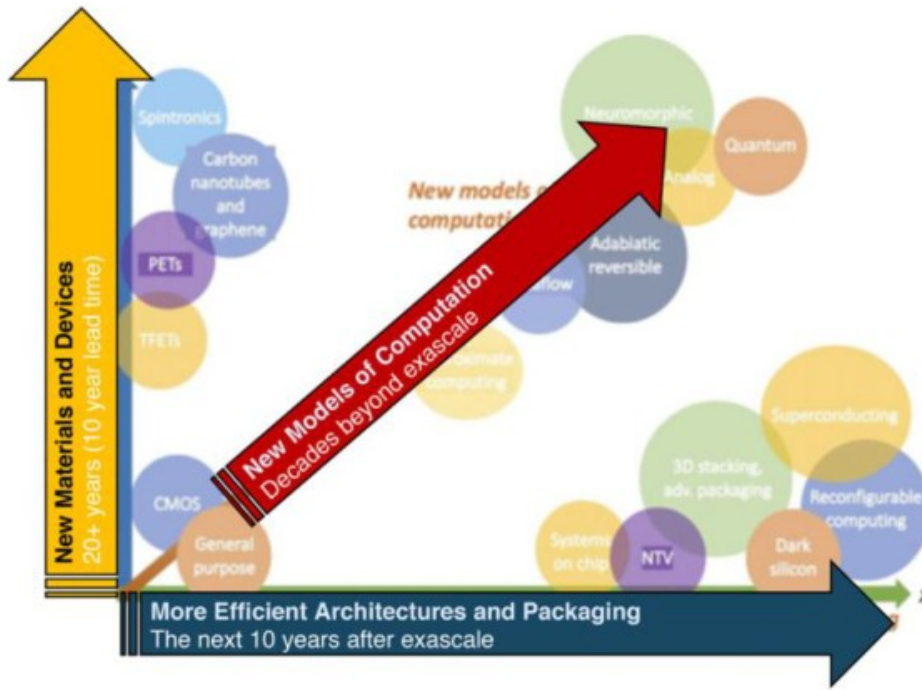 New Materials and Devices
20+ years (10 year lead time)
Spintronics
Carbon
nanotubes
and
graphene
PETs
TFETs
CMOS
General
purpose
New models
computati
Neuromorphic
Analog
Quantum
Adabiatic
reversible
flow
computing
New Models of Computation
Decades beyond exascale
Superconducting
3D stacking,
adv. packaging
Reconfigurable
computing
Systems
on chip
NTV
Dark
silicon
More Efficient Architectures and Packaging
The next 10 years after exascale